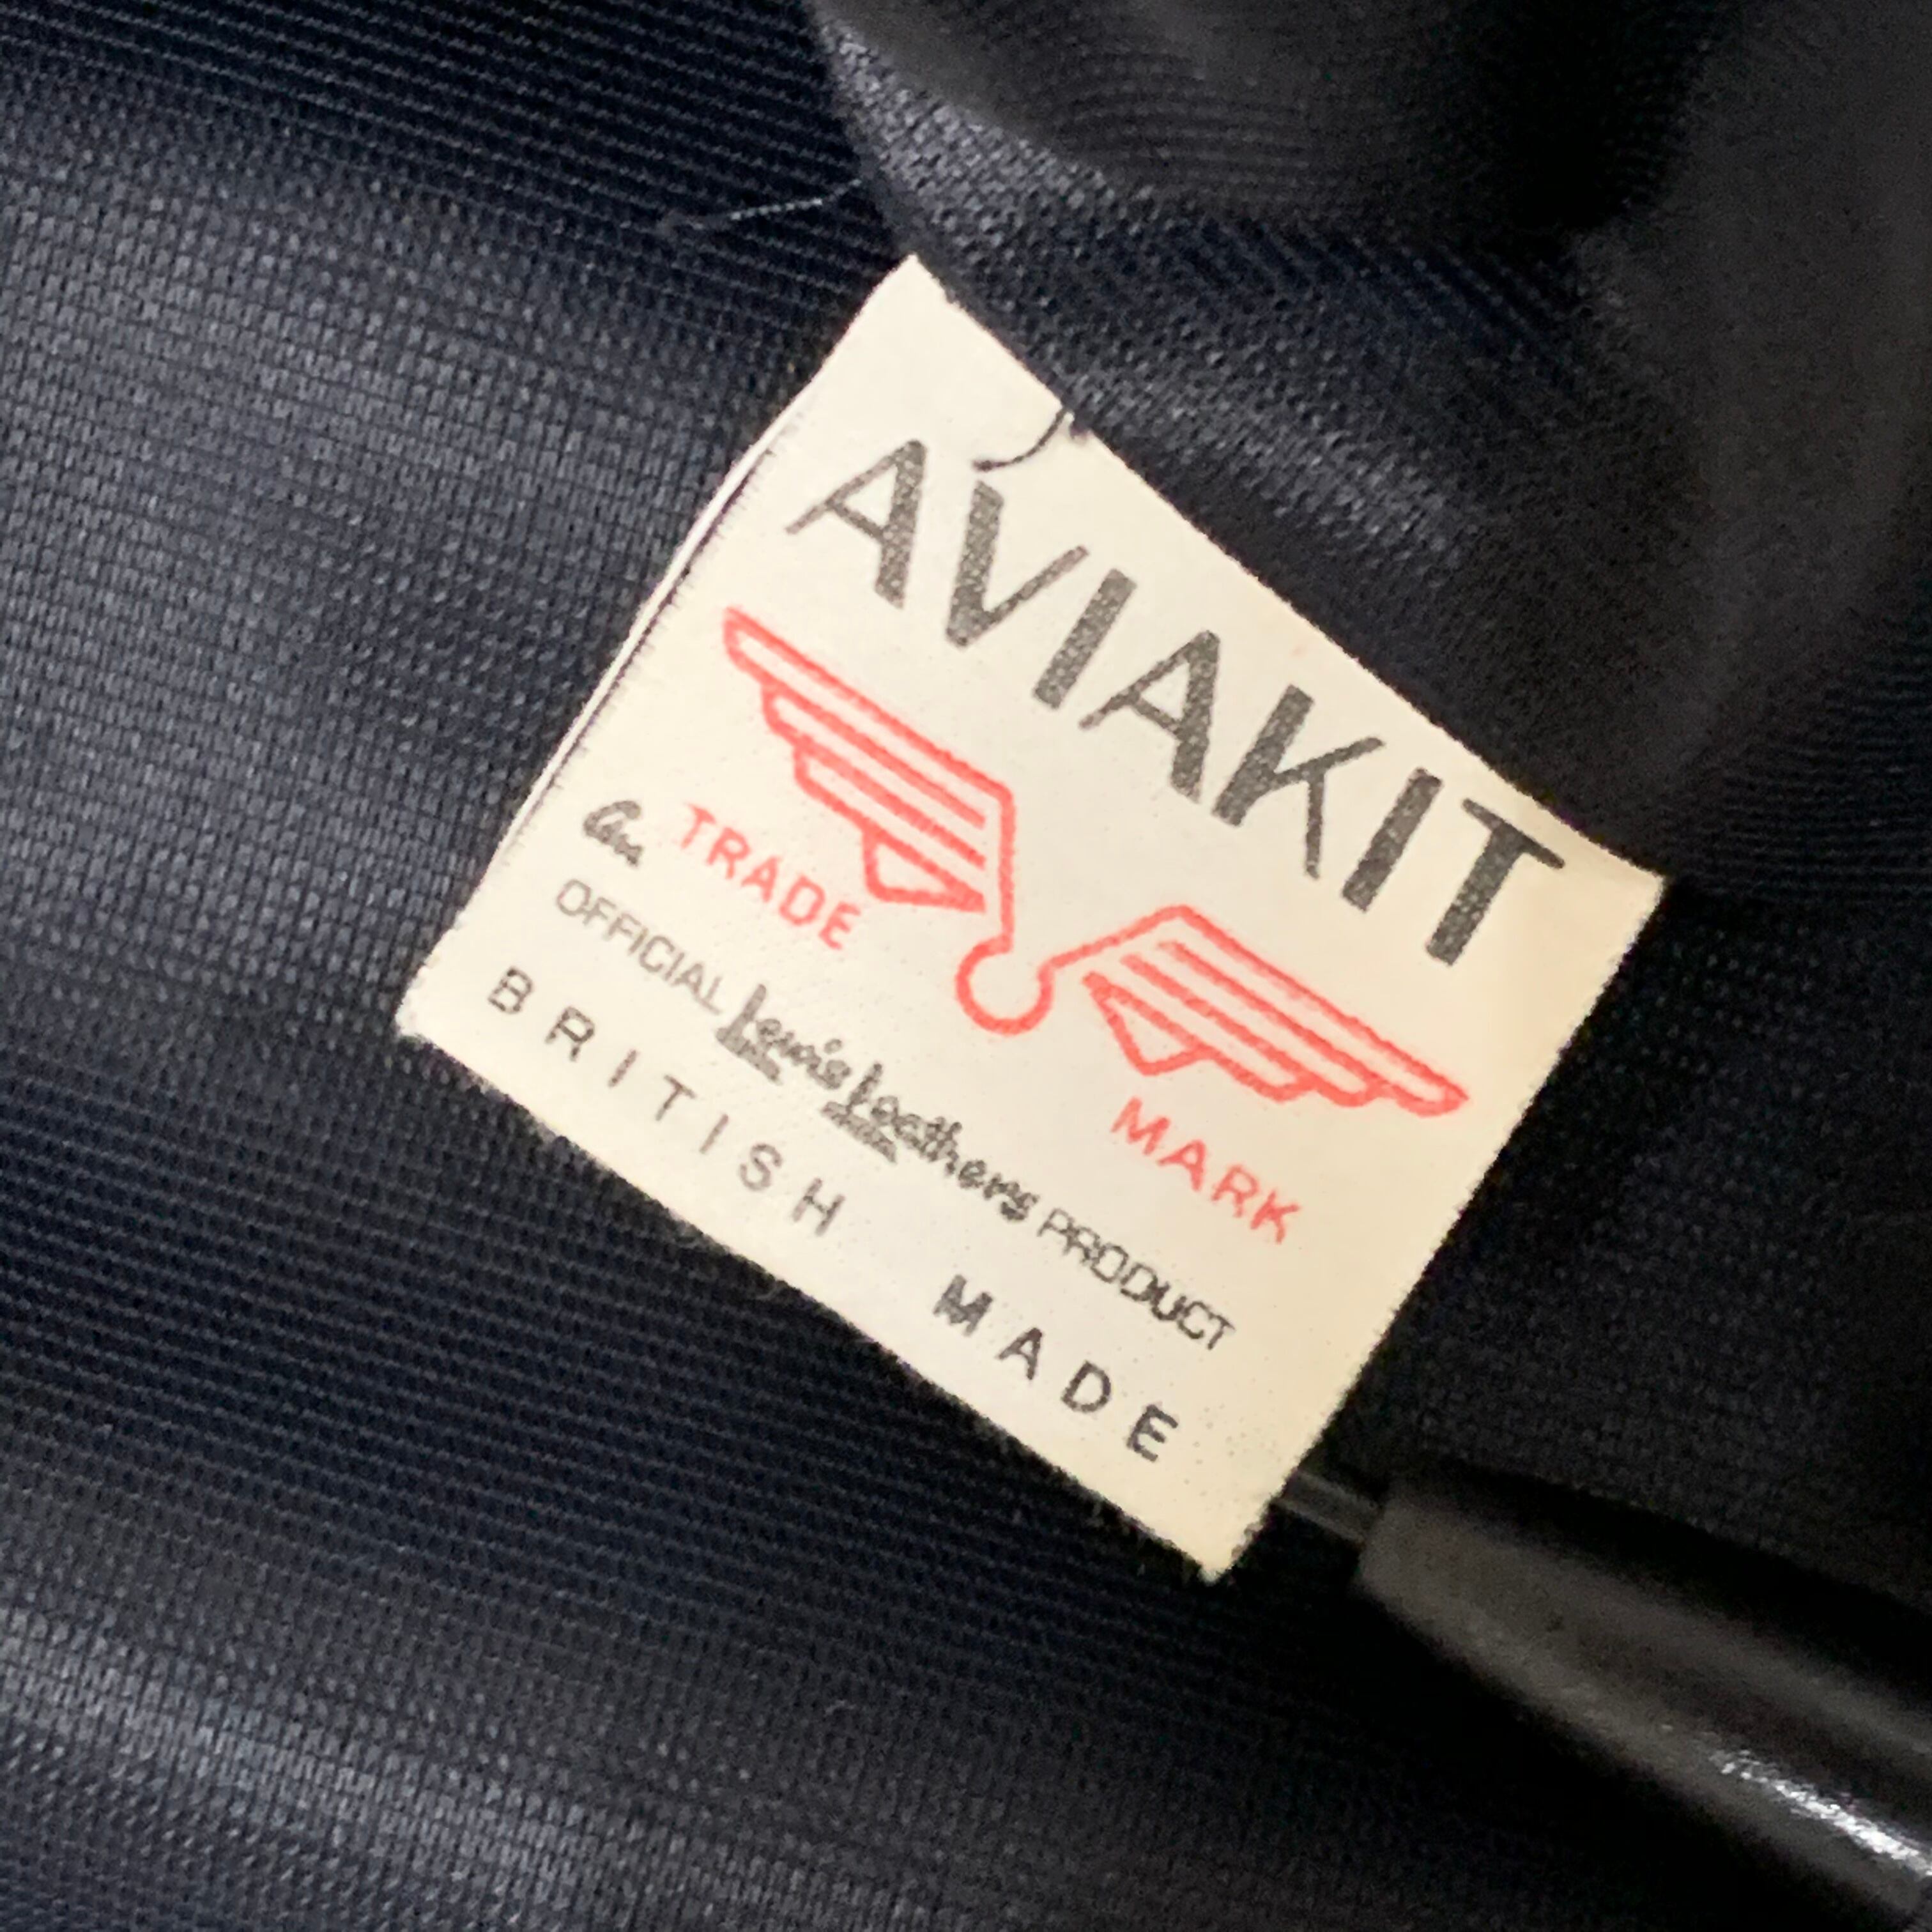 AVIAKIT
TRADE MARK
An
OFFICIAL Lewis Leathers PRODUCT
BRITISH MADE